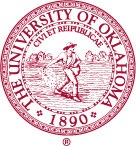 THE UNIVERSITY OF OKLAHOMA
CIVI ET REIPUBLICAE
1890
®